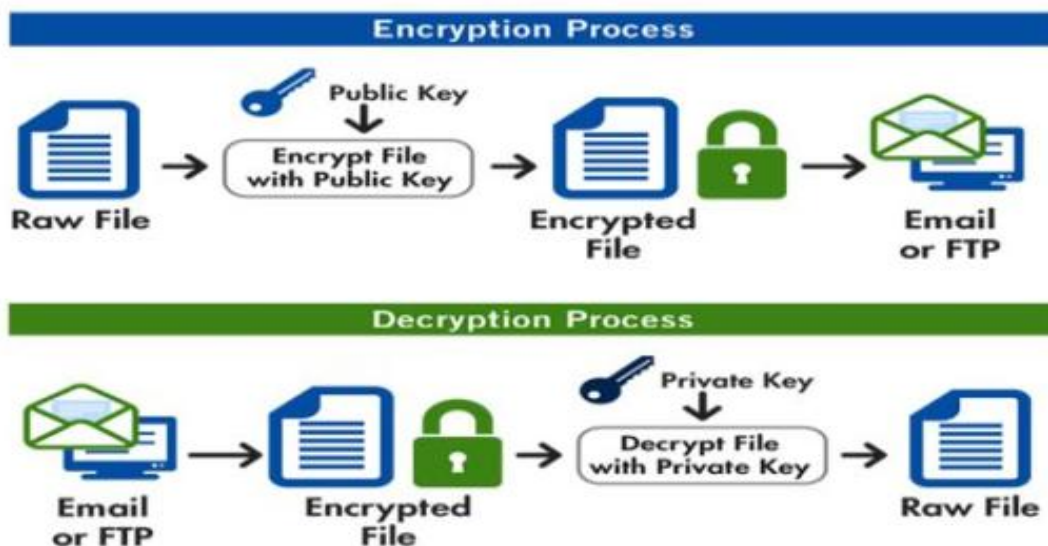 Encryption Process
Public Key
Encrypt File
with Public Key
Raw File
Encrypted
File
Email
or FTP
Decryption Process
Private Key
Decrypt File
with Private Key
Email
or FTP
Encrypted
File
Raw File